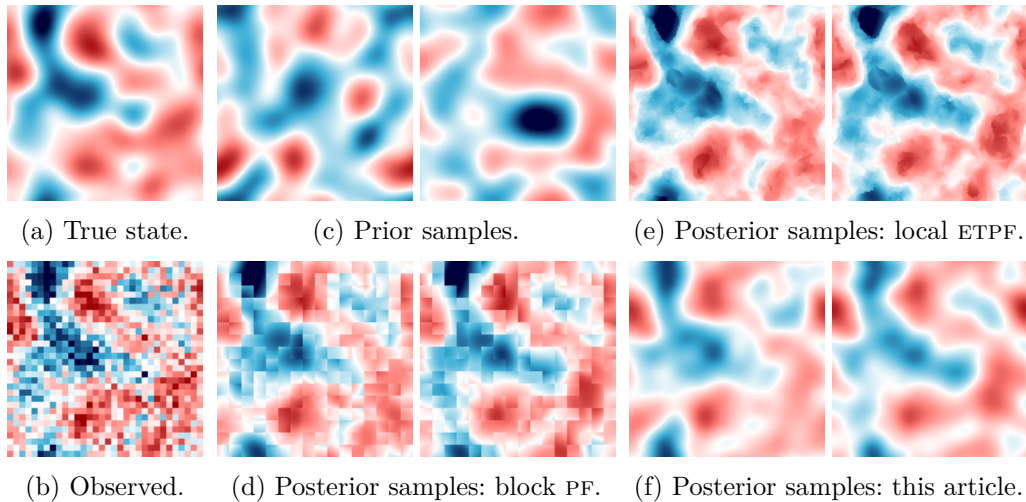 (a) True state.
(c) Prior samples.
(e) Posterior samples: local ETPF.
(b) Observed.
(d) Posterior samples: block PF.
(f) Posterior samples: this article.